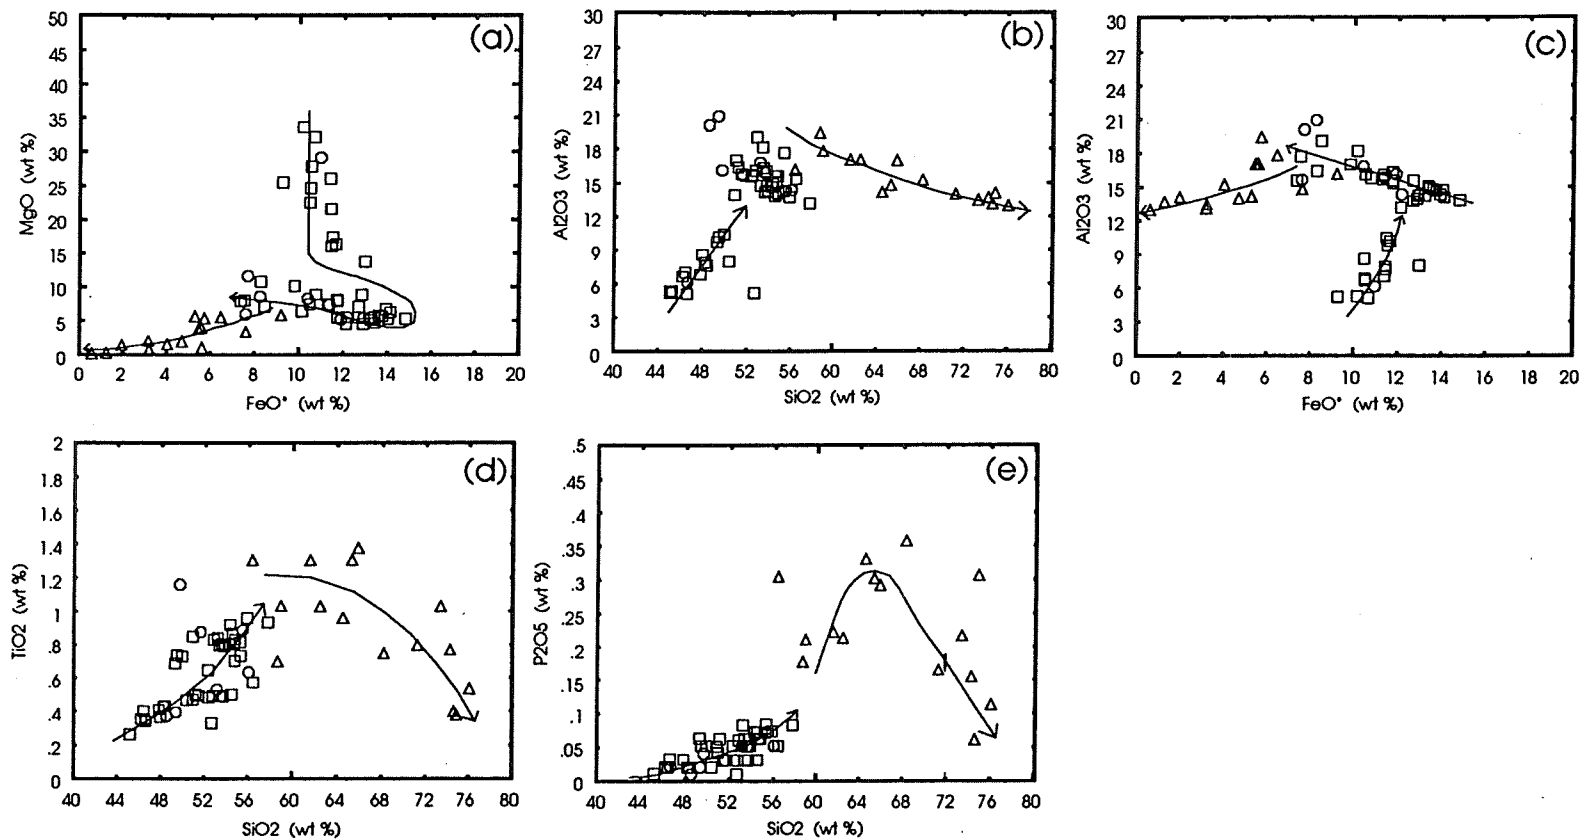 (a)
50
45
40
35
30
25
20
15
10
5
0
MgO (wt %)
0 2 4 6 8 10 12 14 16 18 20
FeO* (wt %)
(b)
30
27
24
21
18
15
12
9
6
3
0
Al2O3 (wt %)
40 44 48 52 56 60 64 68 72 76 80
SiO2 (wt %)
(c)
30
27
24
21
18
15
12
9
6
3
0
Al2O3 (wt %)
0 2 4 6 8 10 12 14 16 18 20
FeO* (wt %)
(d)
2
1.8
1.6
1.4
1.2
1
.8
.6
.4
.2
0
TiO2 (wt %)
40 44 48 52 56 60 64 68 72 76 80
SiO2 (wt %)
(e)
.5
.45
.4
.35
.3
.25
.2
.15
.1
.05
0
P2O5 (wt %)
40 44 48 52 56 60 64 68 72 76 80
SiO2 (wt %)